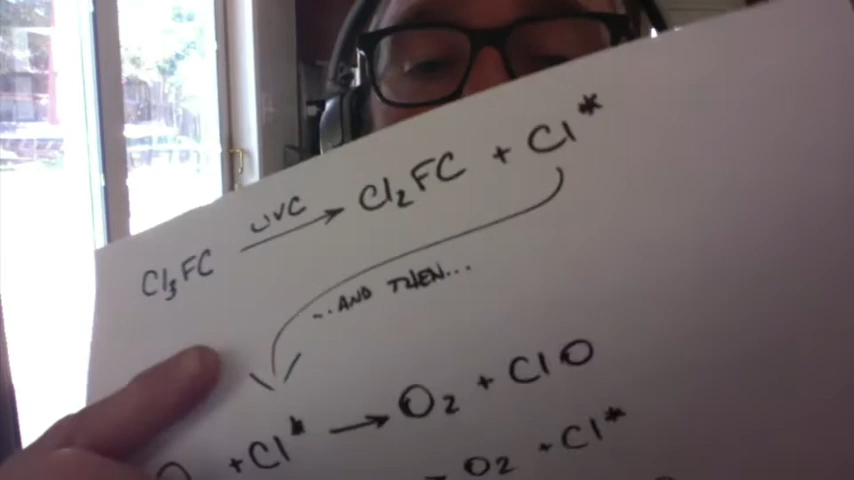 Cl₃FC UVC → Cl₂FC + Cl*
...AND THEN...
+ Cl* → O₂ + ClO
O₂ + Cl*